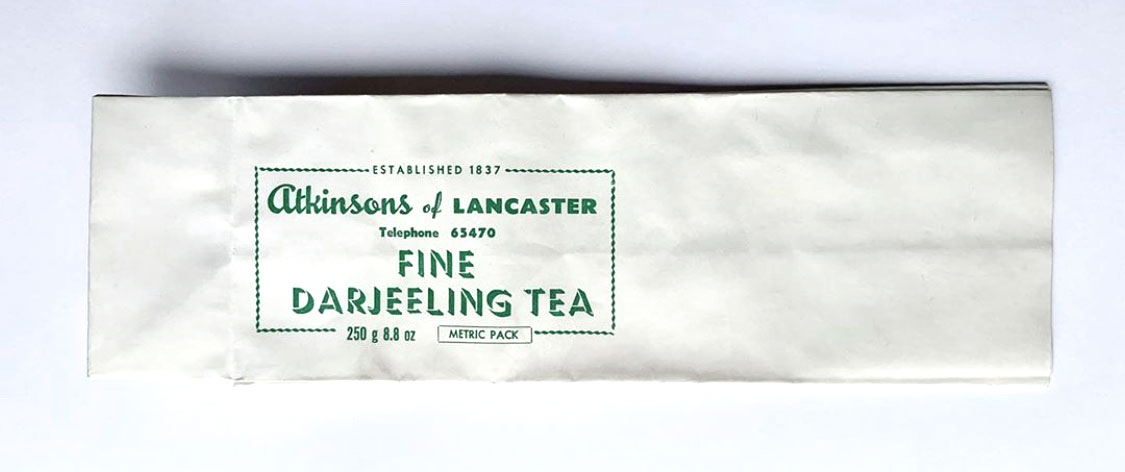 ESTABLISHED 1837
Atkinsons of LANCASTER
Telephone 65470
FINE
DARJEELING TEA
250 g 8.8 oz METRIC PACK